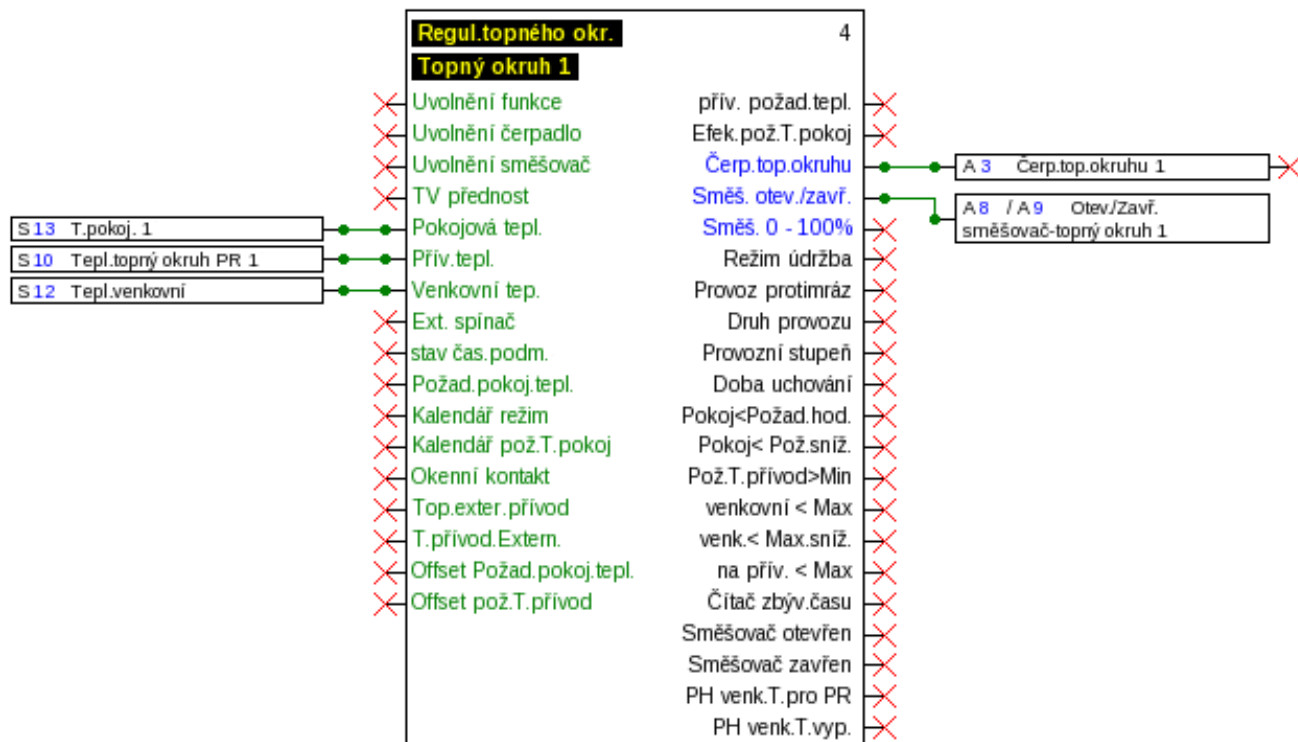 Regul.topného okr. 4
Topný okruh 1
Uvolnění funkce přív. požad.tepl.
Uvolnění čerpadlo Efek.pož.T.pokoj
Uvolnění směšovač Čerp.top.okruhu A 3 Čerp.top.okruhu 1
TV přednost Směš. otev./zavř. A 8 / A 9 Otev./Zavř.
směšovač-topný okruh 1
S 13 T.pokoj. 1 Pokojová tepl. Směš. 0 - 100%
S 10 Tepl.topný okruh PR 1 Přív.tepl. Režim údržba
S 12 Tepl.venkovní Venkovní tep. Provoz protimráz
Ext. spínač Druh provozu
stav čas.podm. Provozní stupeň
Požad.pokoj.tepl. Doba uchování
Kalendář režim Pokoj<Požad.hod.
Kalendář pož.T.pokoj Pokoj< Pož.sníž.
Okenní kontakt Pož.T.přívod>Min
Top.exter.přívod venkovní < Max
T.přívod.Extern. venk.< Max.sníž.
Offset Požad.pokoj.tepl. na přív. < Max
Offset pož.T.přívod Čítač zbýv.času
Směšovač otevřen
Směšovač zavřen
PH venk.T.pro PR
PH venk.T.vyp.